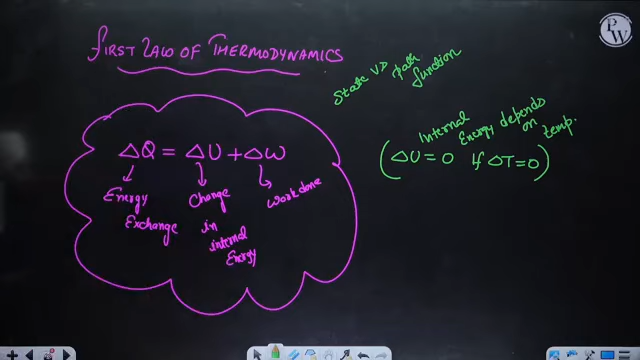 FIRST LAW OF THERMODYNAMICS
State VS Path
function
Internal
Energy depends
on temp.
(ΔU = 0 if ΔT = 0)
ΔQ = ΔU + ΔW
Energy
Exchange
Change
in
internal
Energy
Work done
PW